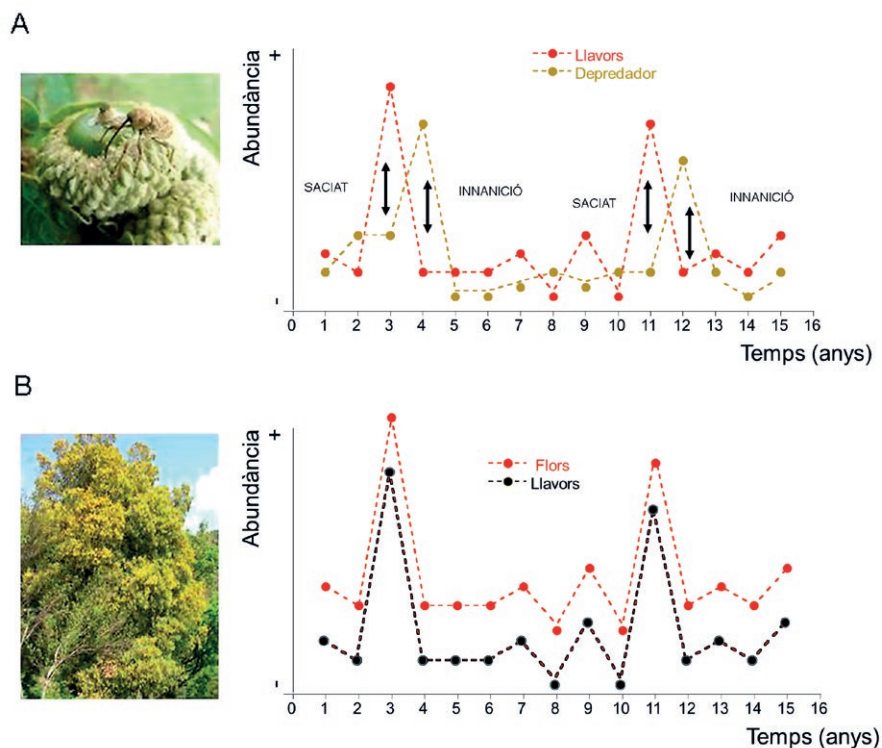 A
Abundància
+
-
Llavors
Depredador
SACIAT
INNANICIÓ
SACIAT
INNANICIÓ
0 1 2 3 4 5 6 7 8 9 10 11 12 13 14 15 16
Temps (anys)
B
Abundància
+
-
Flors
Llavors
0 1 2 3 4 5 6 7 8 9 10 11 12 13 14 15 16
Temps (anys)